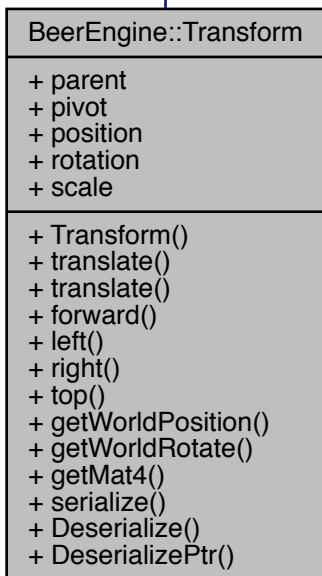 BeerEngine::Transform
+ parent
+ pivot
+ position
+ rotation
+ scale
+ Transform()
+ translate()
+ translate()
+ forward()
+ left()
+ right()
+ top()
+ getWorldPosition()
+ getWorldRotate()
+ getMat4()
+ serialize()
+ Deserialize()
+ DeserializePtr()